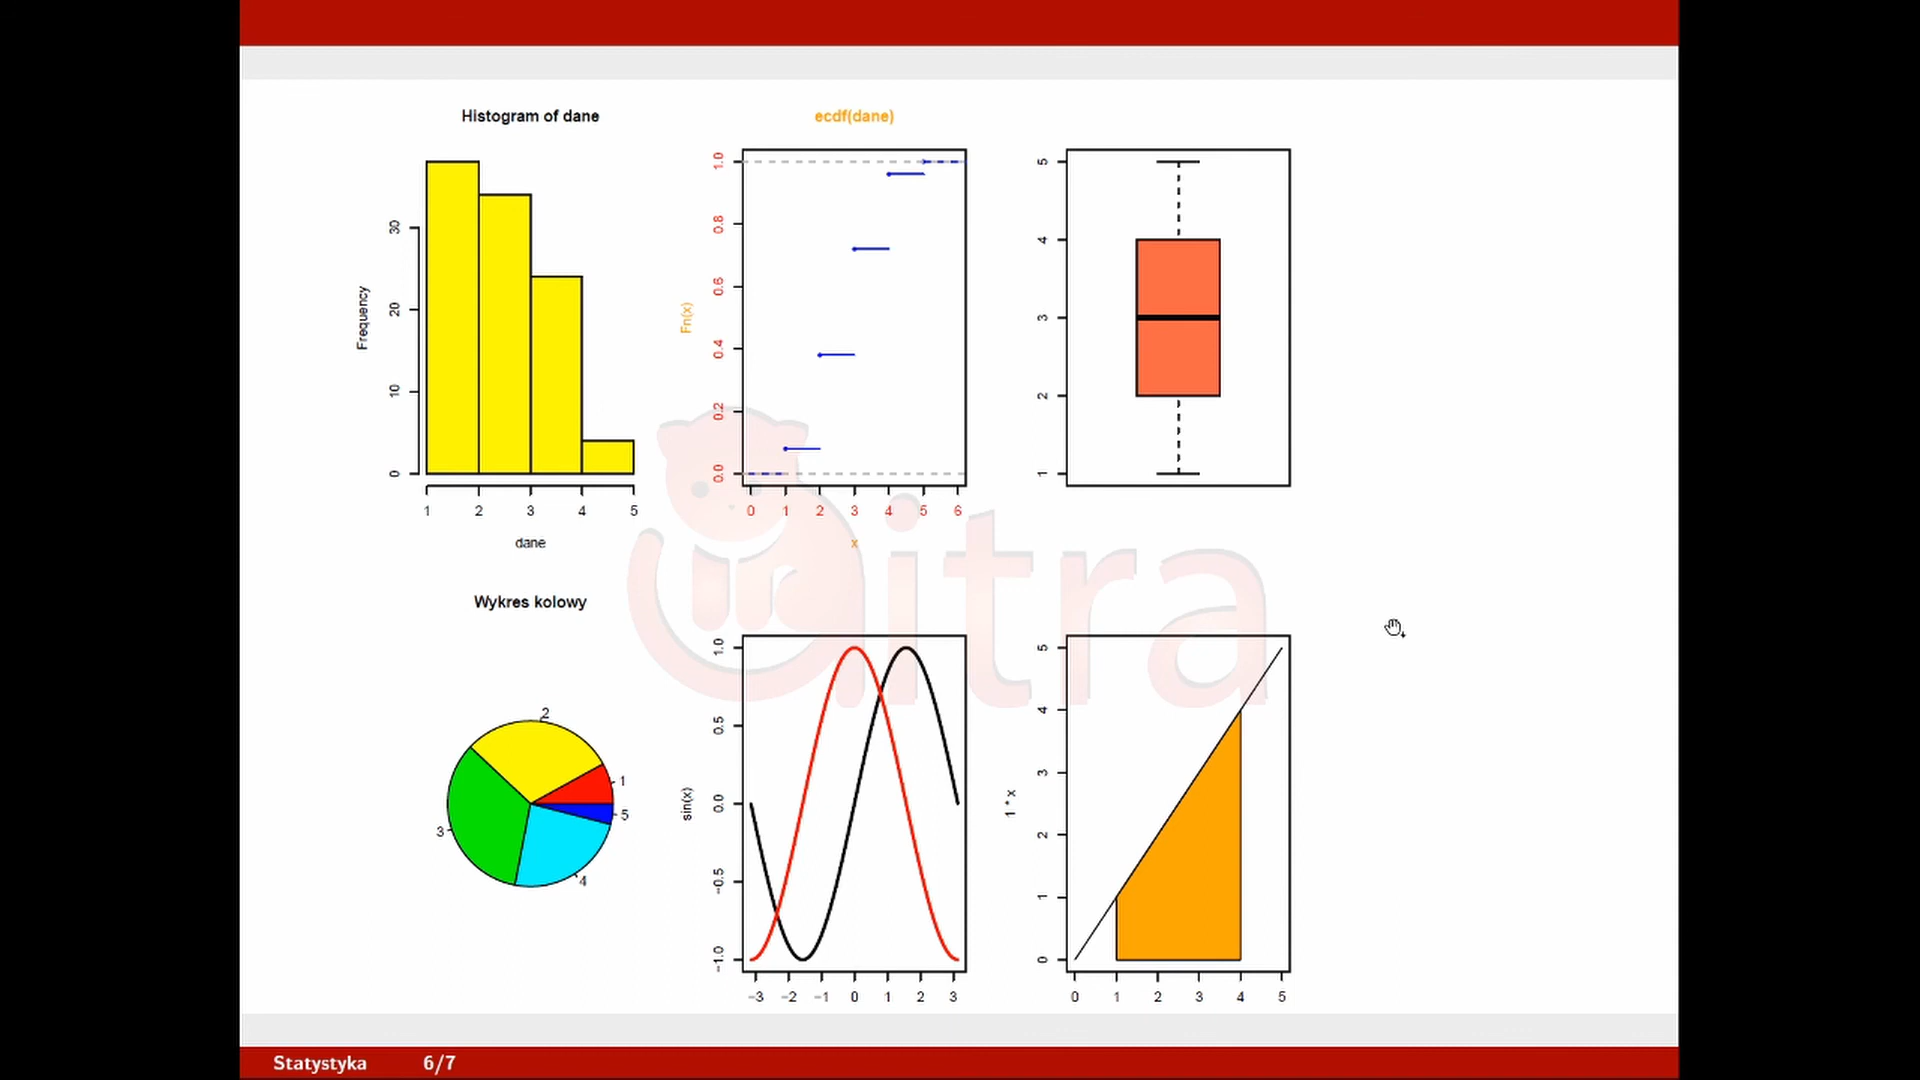 Histogram of dane
Frequency
0 10 20 30
1 2 3 4 5
dane
ecdf(dane)
Fn(x)
0.0 0.2 0.4 0.6 0.8 1.0
0 1 2 3 4 5 6
x
1 2 3 4 5
Wykres kolowy
1
2
3
4
5
sin(x)
−1.0 −0.5 0.0 0.5 1.0
−3 −2 −1 0 1 2 3
1 * x
0 1 2 3 4 5
0 1 2 3 4 5
itra
Statystyka 6/7